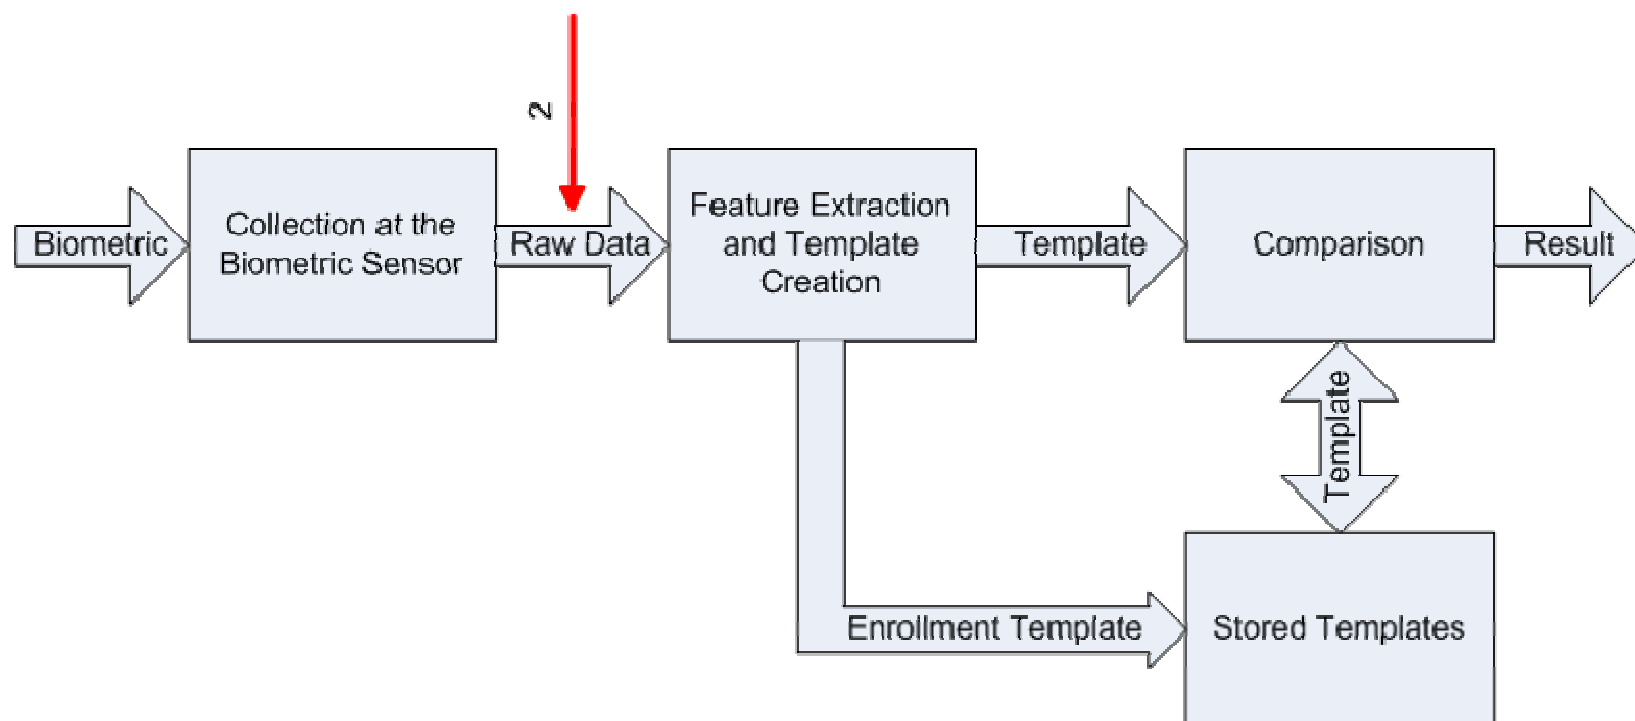 2
Biometric
Collection at the
Biometric Sensor
Raw Data
Feature Extraction
and Template
Creation
Template
Comparison
Result
Template
Enrollment Template
Stored Templates